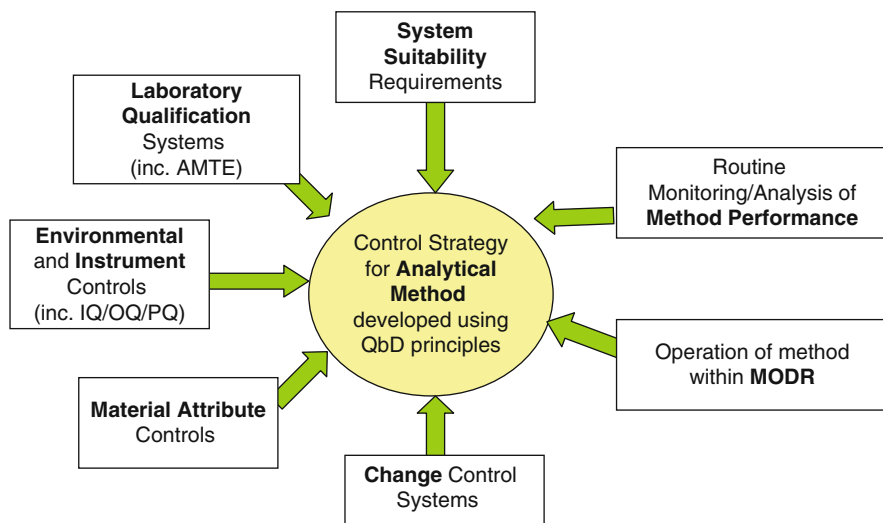 System
Suitability
Requirements
Laboratory
Qualification
Systems
(inc. AMTE)
Routine
Monitoring/Analysis of
Method Performance
Environmental
and Instrument
Controls
(inc. IQ/OQ/PQ)
Control Strategy
for Analytical
Method
developed using
QbD principles
Operation of method
within MODR
Material Attribute
Controls
Change Control
Systems